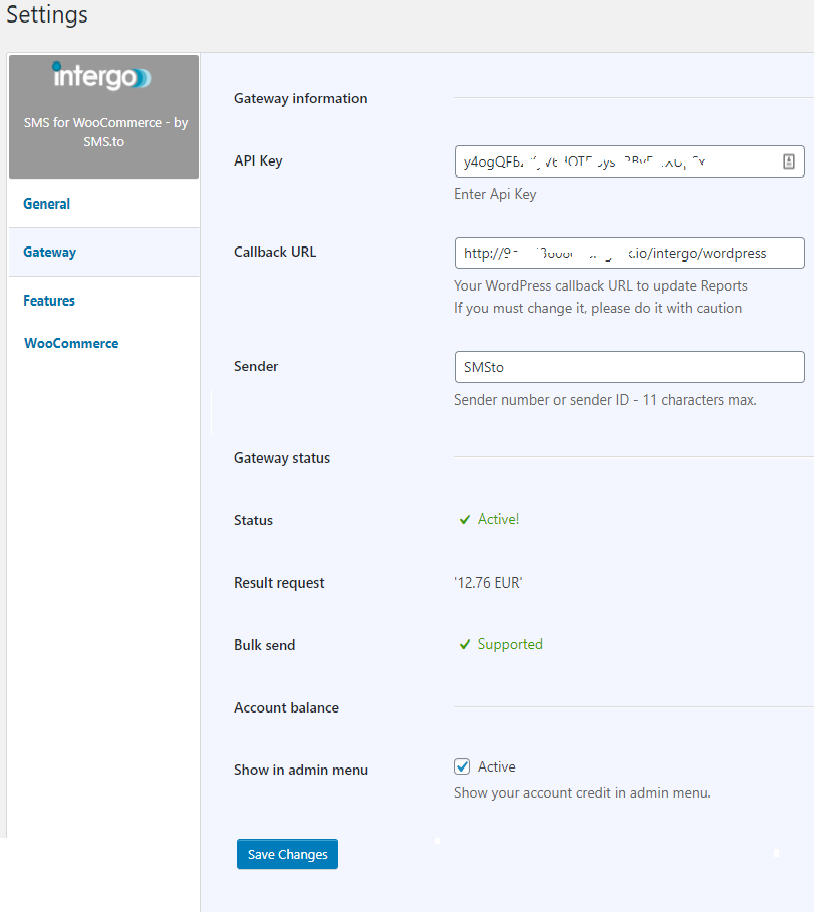 Settings
intergo
SMS for WooCommerce - by
SMS.to
General
Gateway
Features
WooCommerce
Gateway information
API Key
Enter Api Key
Callback URL
.io/intergo/wordpress
Your WordPress callback URL to update Reports
If you must change it, please do it with caution
Sender
SMSto
Sender number or sender ID - 11 characters max.
Gateway status
Status
Active!
Result request
'12.76 EUR'
Bulk send
Supported
Account balance
Show in admin menu
Active
Show your account credit in admin menu.
Save Changes